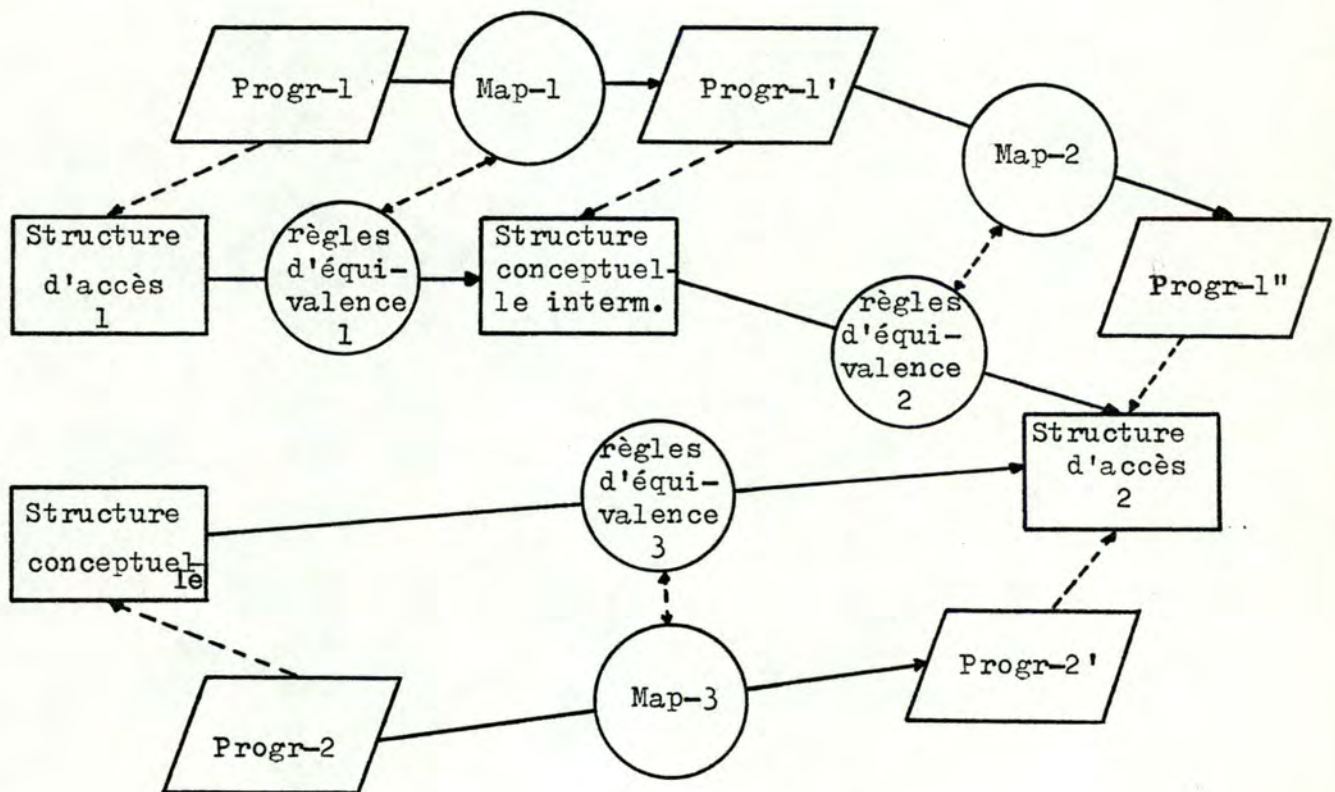 Progr-1
Map-1
Progr-1'
Map-2
Structure
d'accès
1
règles
d'équi-
valence
1
Structure
conceptuel-
le interm.
règles
d'équi-
valence
2
Progr-1"
Structure
d'accès
2
règles
d'équi-
valence
3
Structure
conceptuel-
le
Progr-2
Map-3
Progr-2'